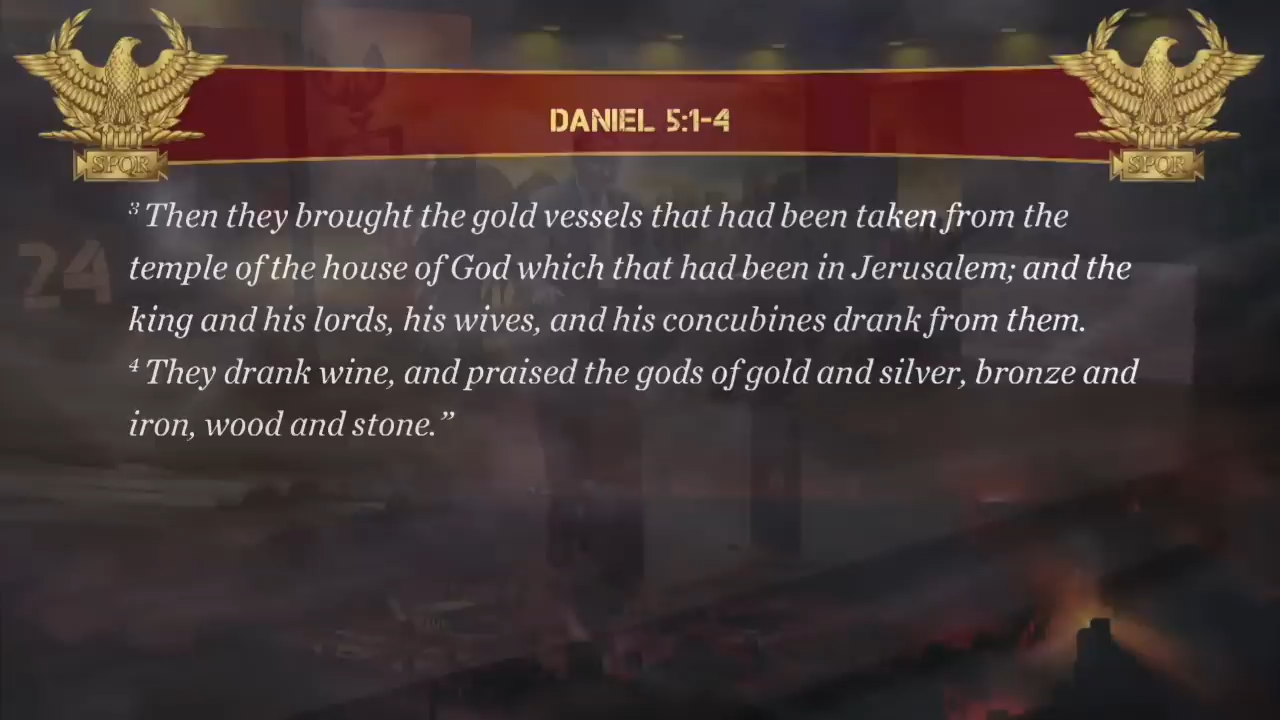 DANIEL 5:1-4
SPQR
SPQR
³ Then they brought the gold vessels that had been taken from the
24
temple of the house of God which that had been in Jerusalem; and the
king and his lords, his wives, and his concubines drank from them.
⁴ They drank wine, and praised the gods of gold and silver, bronze and
iron, wood and stone.”